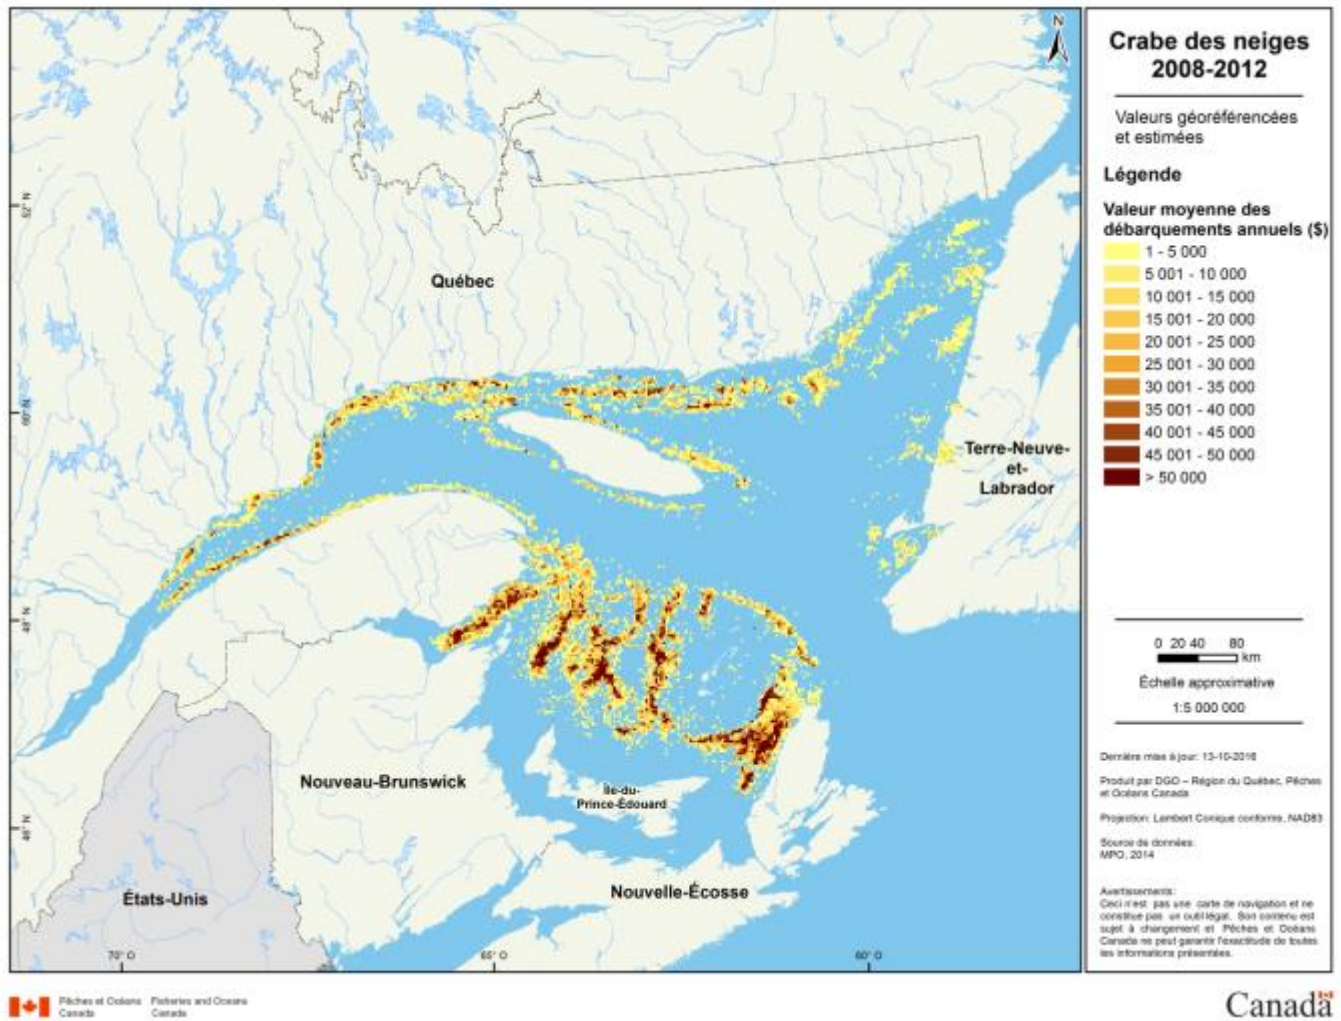 N
Crabe des neiges
2008-2012
Valeurs géoréférencées
et estimées
Légende
Valeur moyenne des
débarquements annuels ($)
1 - 5 000
5 001 - 10 000
10 001 - 15 000
15 001 - 20 000
20 001 - 25 000
25 001 - 30 000
30 001 - 35 000
35 001 - 40 000
40 001 - 45 000
45 001 - 50 000
> 50 000
52° N
Québec
50° N
Terre-Neuve-
et-
Labrador
48° N
0 20 40 80
km
Échelle approximative
1:5 000 000
Nouveau-Brunswick
Île-du-
Prince-Édouard
46° N
Nouvelle-Écosse
États-Unis
70° O
65° O
60° O
Dernière mise à jour: 13-10-2016
Produit par DGO – Région du Québec, Pêches
et Océans Canada
Projection: Lambert Conique conforme, NAD83
Source de données:
MPO, 2014
Avertissements:
Ceci n'est pas une carte de navigation et ne
constitue pas un outil légal. Son contenu est
sujet à changement et Pêches et Océans
Canada ne peut garantir l'exactitude de toutes
les informations présentées.
Pêches et Océans Fisheries and Oceans
Canada Canada
Canada